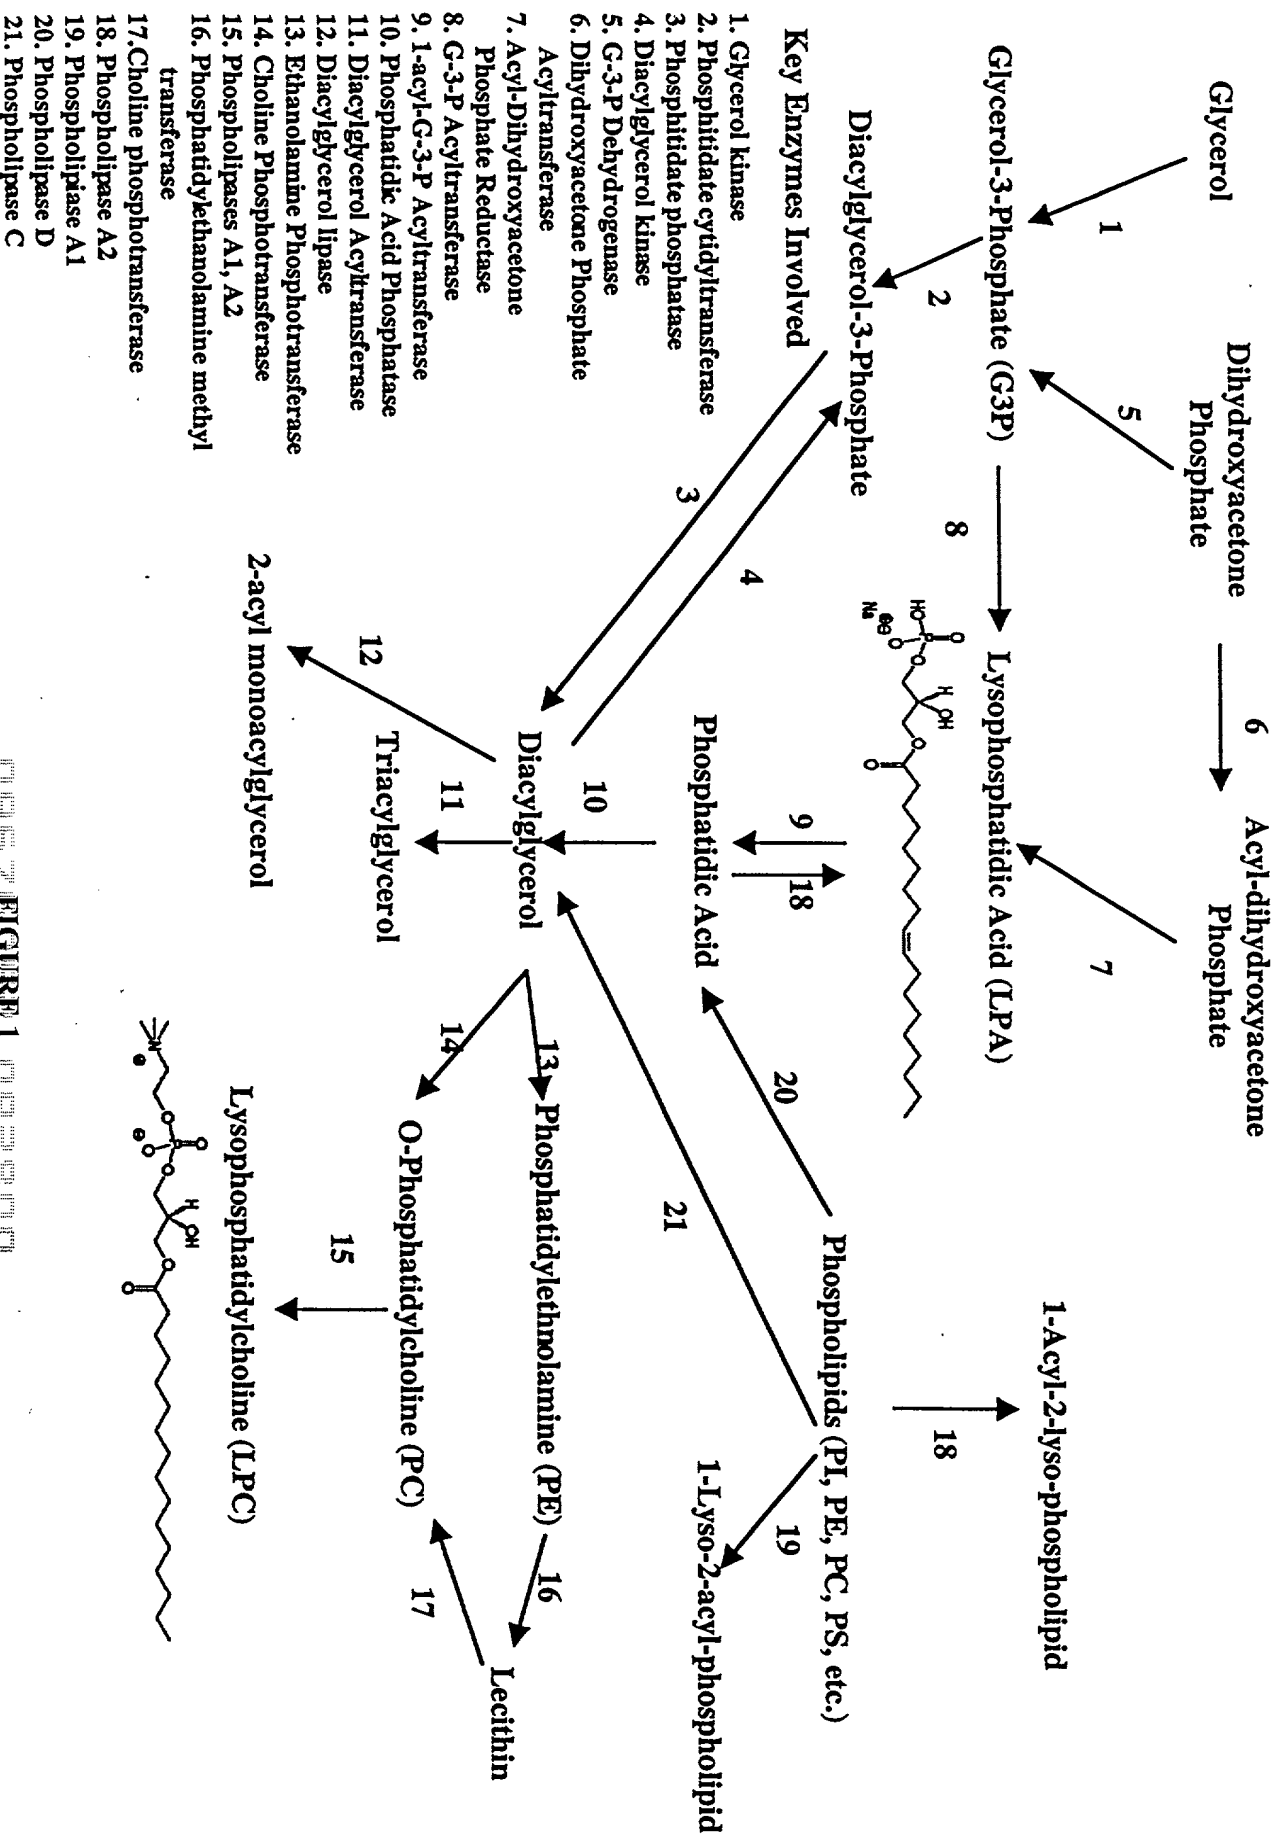 Glycerol
Dihydroxyacetone
Phosphate
6
Acyl-dihydroxyacetone
Phosphate
1
5
7
Glycerol-3-Phosphate (G3P)
8
Lysophosphatidic Acid (LPA)
1-Acyl-2-lyso-phospholipid
2
HO
O
P
O
O
Na
⊕
⊖
H
OH
O
O
18
Diacylglycerol-3-Phosphate
9
18
20
Phospholipids (PI, PE, PC, PS, etc.)
19
3
4
Phosphatidic Acid
21
1-Lyso-2-acyl-phospholipid
10
Diacylglycerol
13
Phosphatidylethnolamine (PE)
16
Lecithin
11
14
17
12
Triacylglycerol
O-Phosphatidylcholine (PC)
15
2-acyl monoacylglycerol
Lysophosphatidylcholine (LPC)
N
⊕
O
P
O
O
⊖
O
H
OH
O
O
Key Enzymes Involved
1. Glycerol kinase
2. Phosphitidate cytidyltransferase
3. Phosphitidate phosphatase
4. Diacylglycerol kinase
5. G-3-P Dehydrogenase
6. Dihydroxyacetone Phosphate
Acyltransferase
7. Acyl-Dihydroxyacetone
Phosphate Reductase
8. G-3-P Acyltransferase
9. 1-acyl-G-3-P Acyltransferase
10. Phosphatidic Acid Phosphatase
11. Diacylglycerol Acyltransferase
12. Diacylglycerol lipase
13. Ethanolamine Phosphotransferase
14. Choline Phosphotransferase
15. Phospholipases A1, A2
16. Phosphatidylethanolamine methyl
transferase
17.Choline phosphotransferase
18. Phospholipase A2
19. Phospholipiase A1
20. Phospholipase D
21. Phospholipase C
FIGURE 1